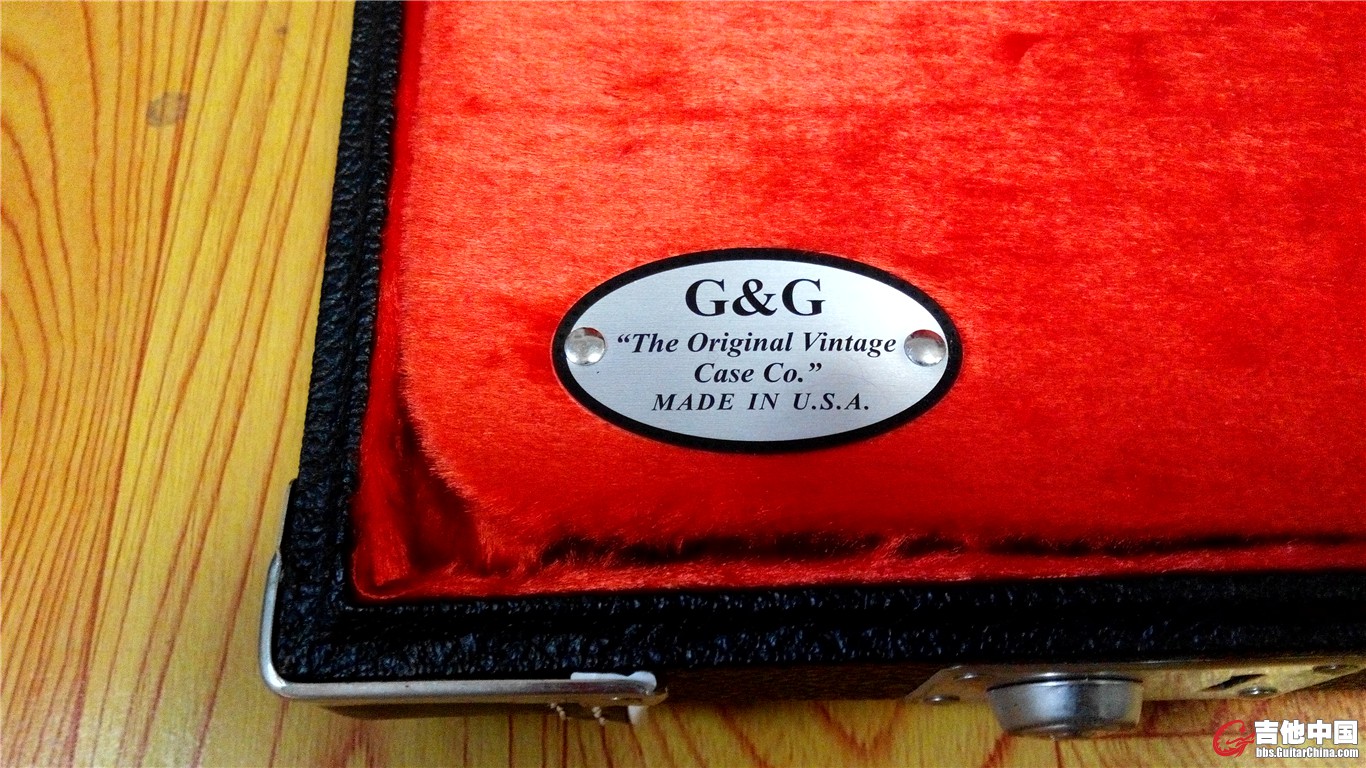 G&G
“The Original Vintage
Case Co.”
MADE IN U.S.A.
吉他中国
bbs.GuitarChina.com